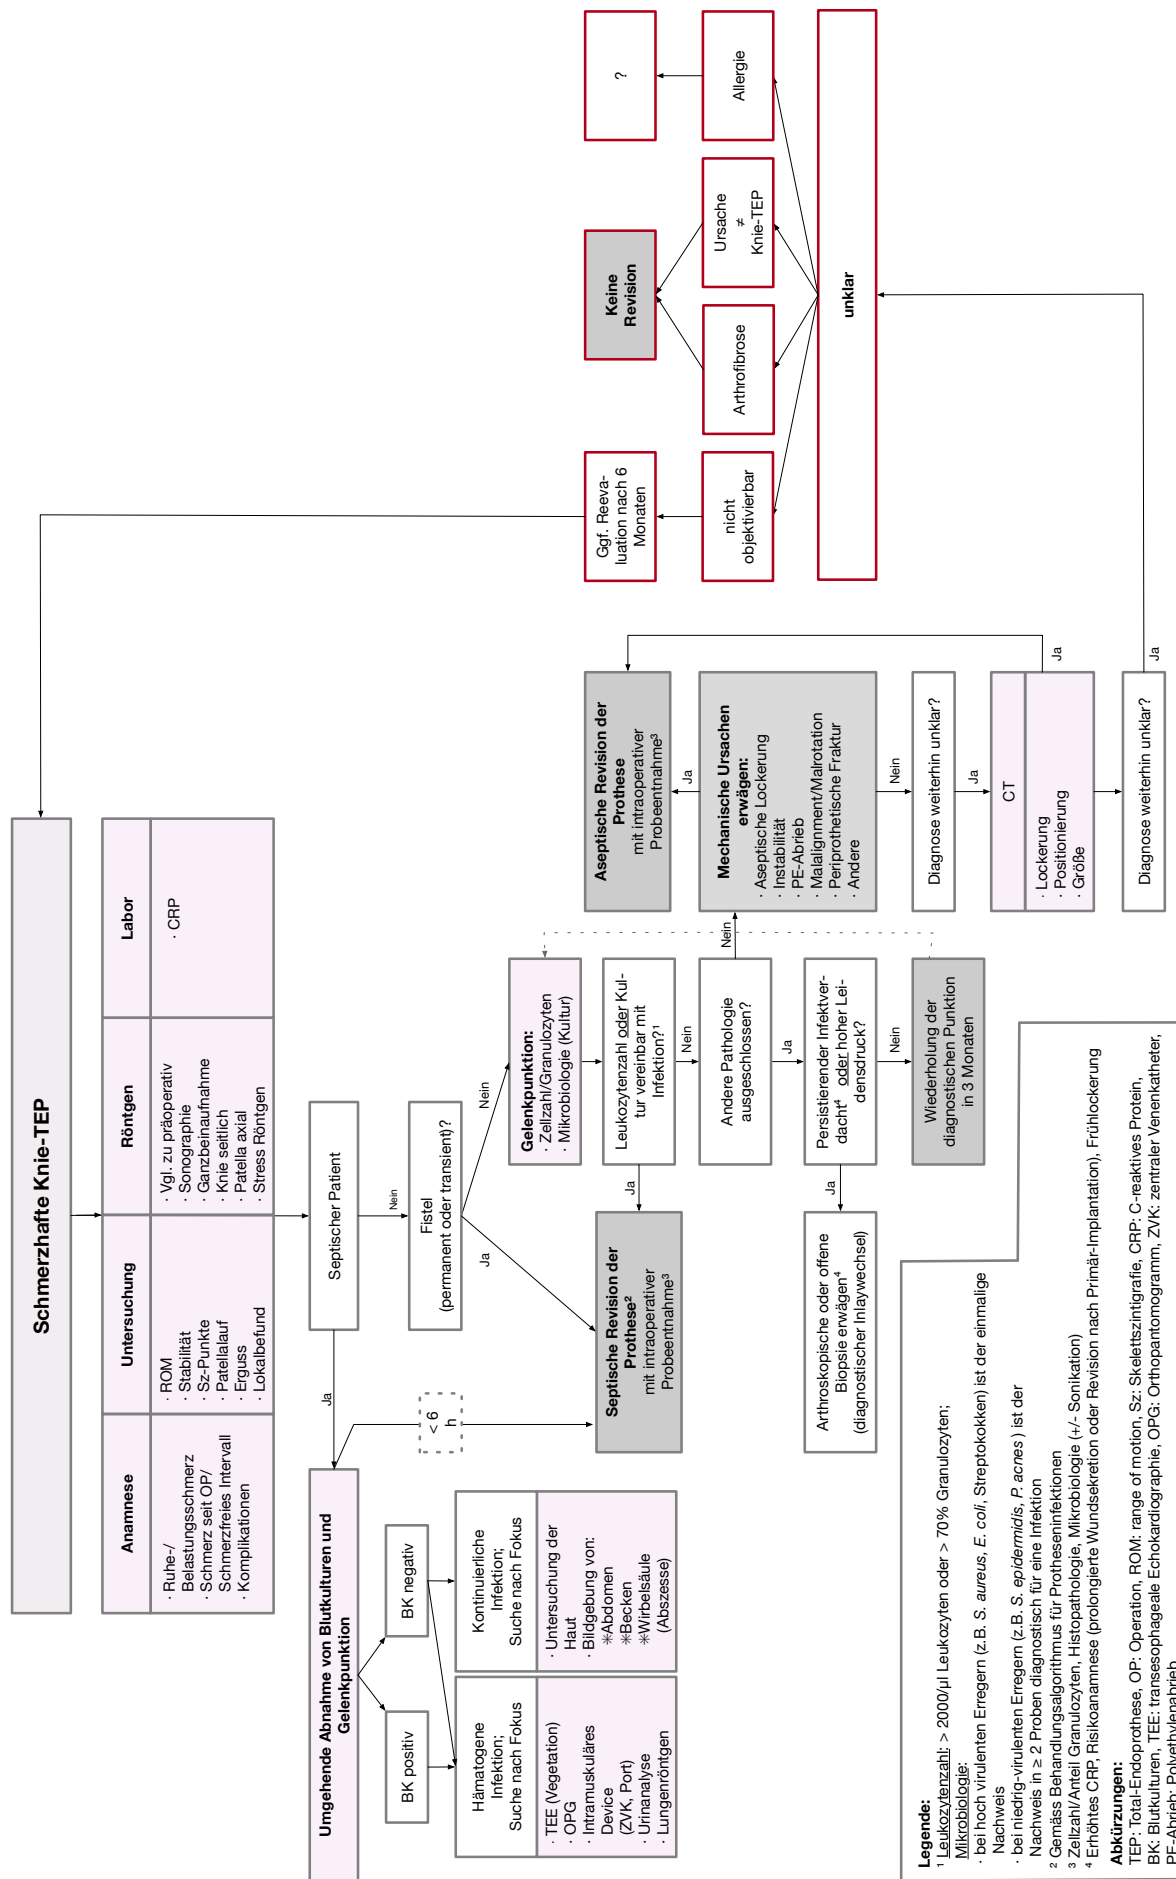 Schmerzhafte Knie-TEP
Anamnese
Untersuchung
Röntgen
Labor
· Ruhe-/
Belastungsschmerz
· Schmerz seit OP/
Schmerzfreies Intervall
· Komplikationen
· ROM
· Stabilität
· Sz-Punkte
· Patellalauf
· Erguss
· Lokalbefund
· Vgl. zu präoperativ
· Sonographie
· Ganzbeinaufnahme
· Knie seitlich
· Patella axial
· Stress Röntgen
· CRP
Septischer Patient
Ja
Nein
Umgehende Abnahme von Blutkulturen und
Gelenkpunktion
BK positiv
BK negativ
< 6
h
Hämatogene
Infektion;
Suche nach Fokus
· TEE (Vegetation)
· OPG
· Intramuskuläres
Device
(ZVK, Port)
· Urinanalyse
· Lungenröntgen
Kontinuierliche
Infektion;
Suche nach Fokus
· Untersuchung der
Haut
· Bildgebung von:
✳Abdomen
✳Becken
✳Wirbelsäule
(Abszesse)
Fistel
(permanent oder transient)?
Ja
Nein
Septische Revision der
Prothese²
mit intraoperativer
Probeentnahme³
Gelenkpunktion:
· Zellzahl/Granulozyten
· Mikrobiologie (Kultur)
Leukozytenzahl oder Kul-
tur vereinbar mit
Infektion?¹
Ja
Nein
Andere Pathologie
ausgeschlossen?
Nein
Ja
Persistierender Infektver-
dacht⁴ oder hoher Lei-
densdruck?
Ja
Nein
Arthroskopische oder offene
Biopsie erwägen⁴
(diagnostischer Inlaywechsel)
Wiederholung der
diagnostischen Punktion
in 3 Monaten
Aseptische Revision der
Prothese
mit intraoperativer
Probeentnahme³
Ja
Mechanische Ursachen
erwägen:
· Aseptische Lockerung
· Instabilität
· PE-Abrieb
· Malalignment/Malrotation
· Periprothetische Fraktur
· Andere
Nein
Diagnose weiterhin unklar?
Ja
CT
· Lockerung
· Positionierung
· Größe
Ja
Diagnose weiterhin unklar?
Ja
Ggf. Reeva-
luation nach 6
Monaten
Keine
Revision
?
nicht
objektivierbar
Arthrofibrose
Ursache
≠
Knie-TEP
Allergie
unklar
Legende:
¹ Leukozytenzahl: > 2000/µl Leukozyten oder > 70% Granulozyten;
Mikrobiologie:
· bei hoch virulenten Erregern (z.B. S. aureus, E. coli, Streptokokken) ist der einmalige
Nachweis
· bei niedrig-virulenten Erregern (z.B. S. epidermidis, P. acnes ) ist der
Nachweis in ≥ 2 Proben diagnostisch für eine Infektion
² Gemäss Behandlungsalgorithmus für Protheseninfektionen
³ Zellzahl/Anteil Granulozyten, Histopathologie, Mikrobiologie (+/- Sonikation)
⁴ Erhöhtes CRP, Risikoanamnese (prolongierte Wundsekretion oder Revision nach Primär-Implantation), Frühlockerung
Abkürzungen:
TEP: Total-Endoprothese, OP: Operation, ROM: range of motion, Sz: Skelettszintigrafie, CRP: C-reaktives Protein,
BK: Blutkulturen, TEE: transesophageale Echokardiographie, OPG: Orthopantomogramm, ZVK: zentraler Venenkatheter,
PE-Abrieb: Polyethylenabrieb